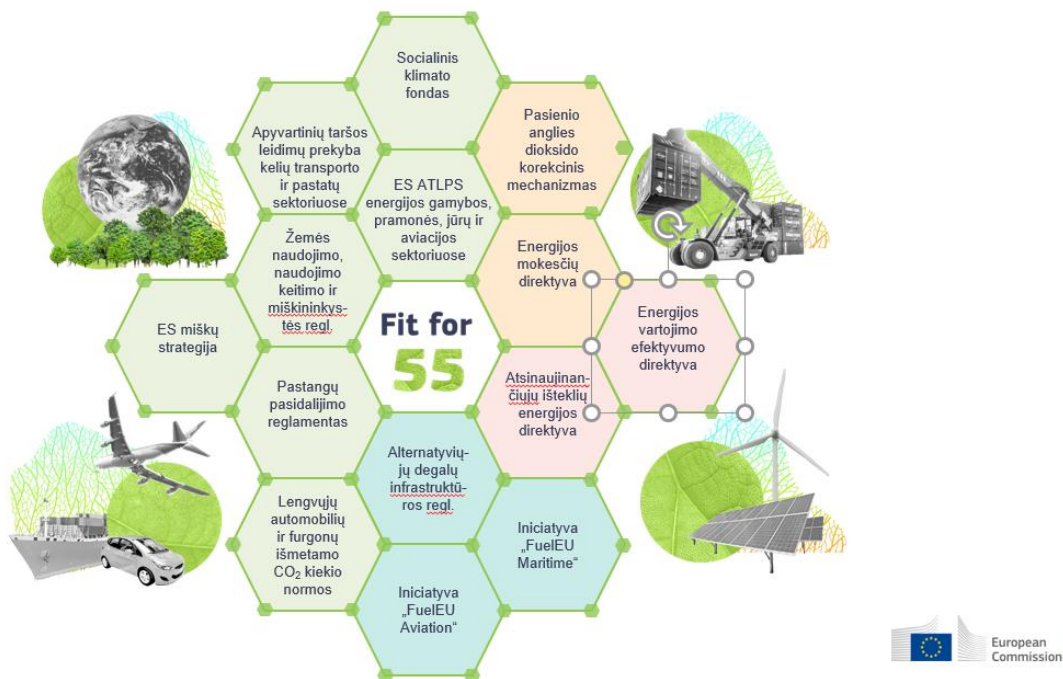 Socialinis
klimato
fondas
Apyvartinių taršos
leidimų prekyba
kelių transporto
ir pastatų
sektoriuose
Pasienio
anglies
dioksido
korekcinis
mechanizmas
ES ATLPS
energijos gamybos,
pramonės, jūrų ir
aviacijos
sektoriuose
Žemės
naudojimo,
naudojimo
keitimo ir
miškininkys-
tės regl.
Energijos
mokesčių
direktyva
ES miškų
strategija
Fit for
55
Energijos
vartojimo
efektyvumo
direktyva
Pastangų
pasidalijimo
reglamentas
Atsinaujinan-
čiųjų išteklių
energijos
direktyva
Alternatyvių-
jų degalų
infrastruktū-
ros regl.
Lengvųjų
automobilių
ir furgonų
išmetamo
CO₂ kiekio
normos
Iniciatyva
„FuelEU
Maritime“
Iniciatyva
„FuelEU
Aviation“
European
Commission